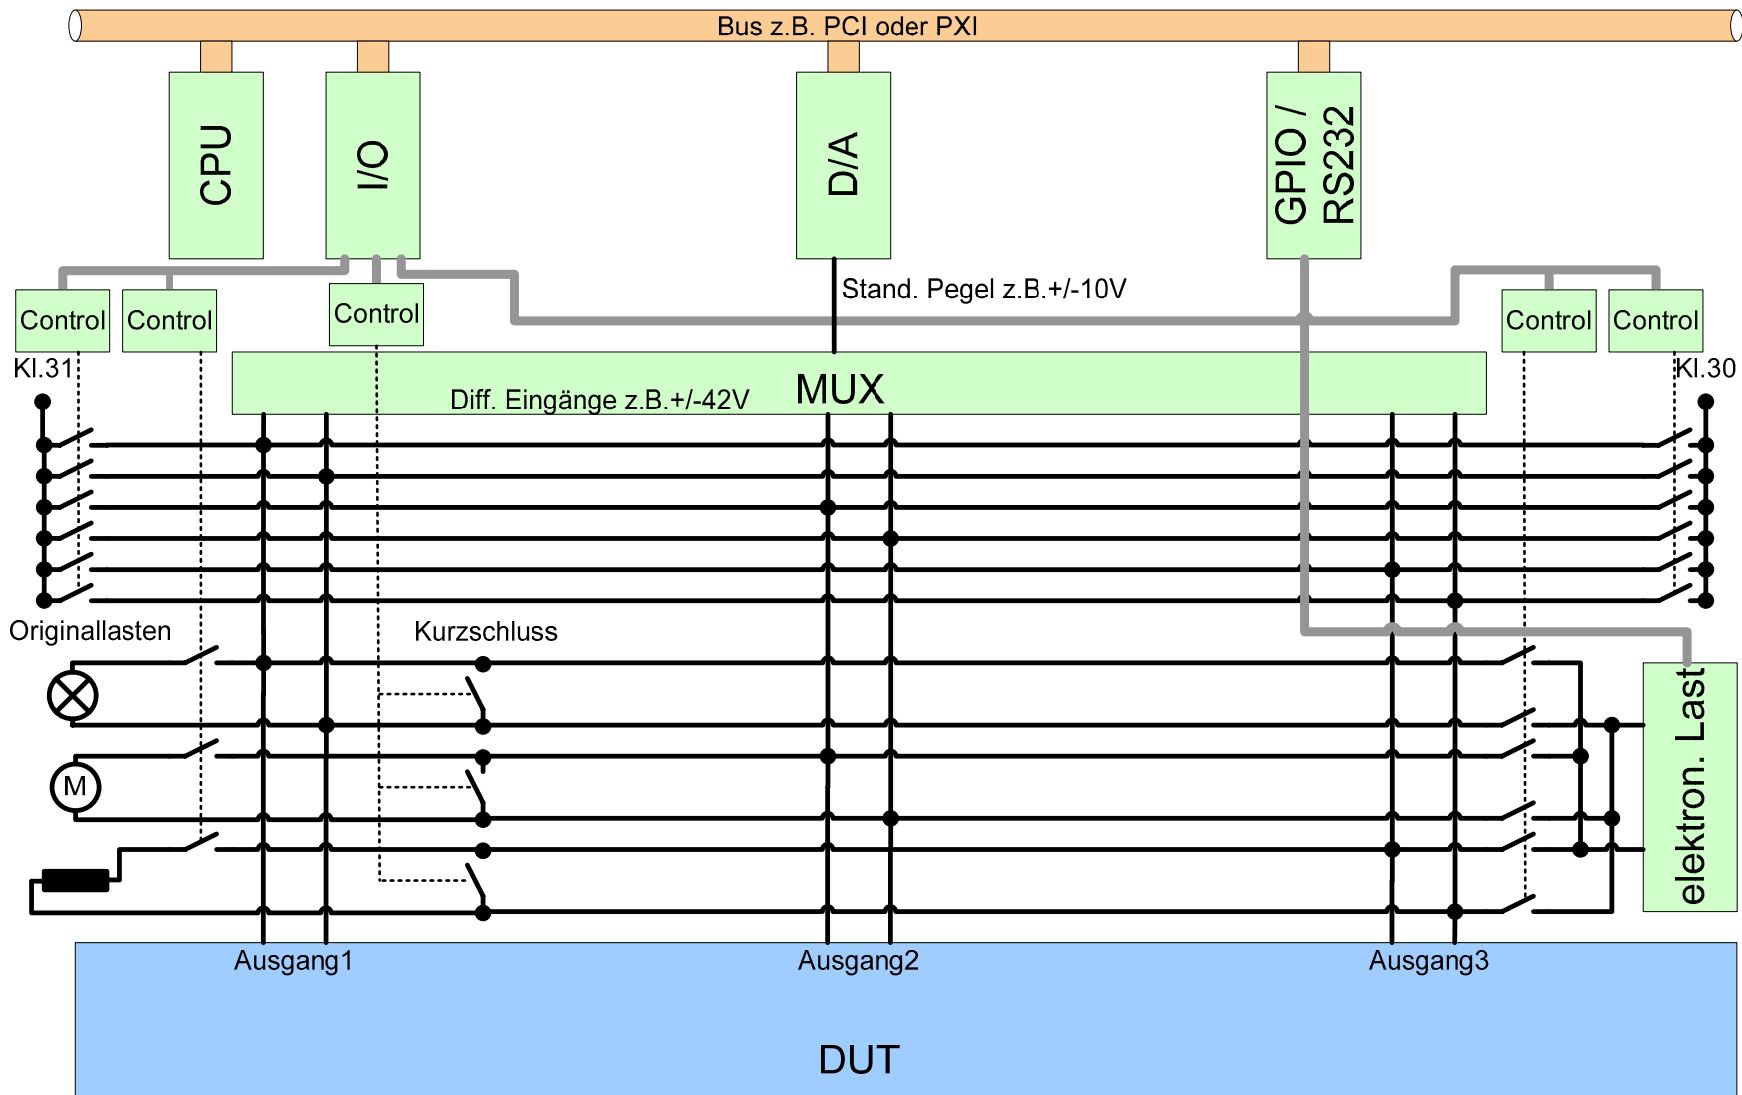 Bus z.B. PCI oder PXI
CPU
I/O
D/A
GPIO /
RS232
Stand. Pegel z.B.+/-10V
Control
Control
Control
Control
Control
Kl.31
Kl.30
MUX
Diff. Eingänge z.B.+/-42V
Originallasten
Kurzschluss
M
elektron. Last
Ausgang1
Ausgang2
Ausgang3
DUT